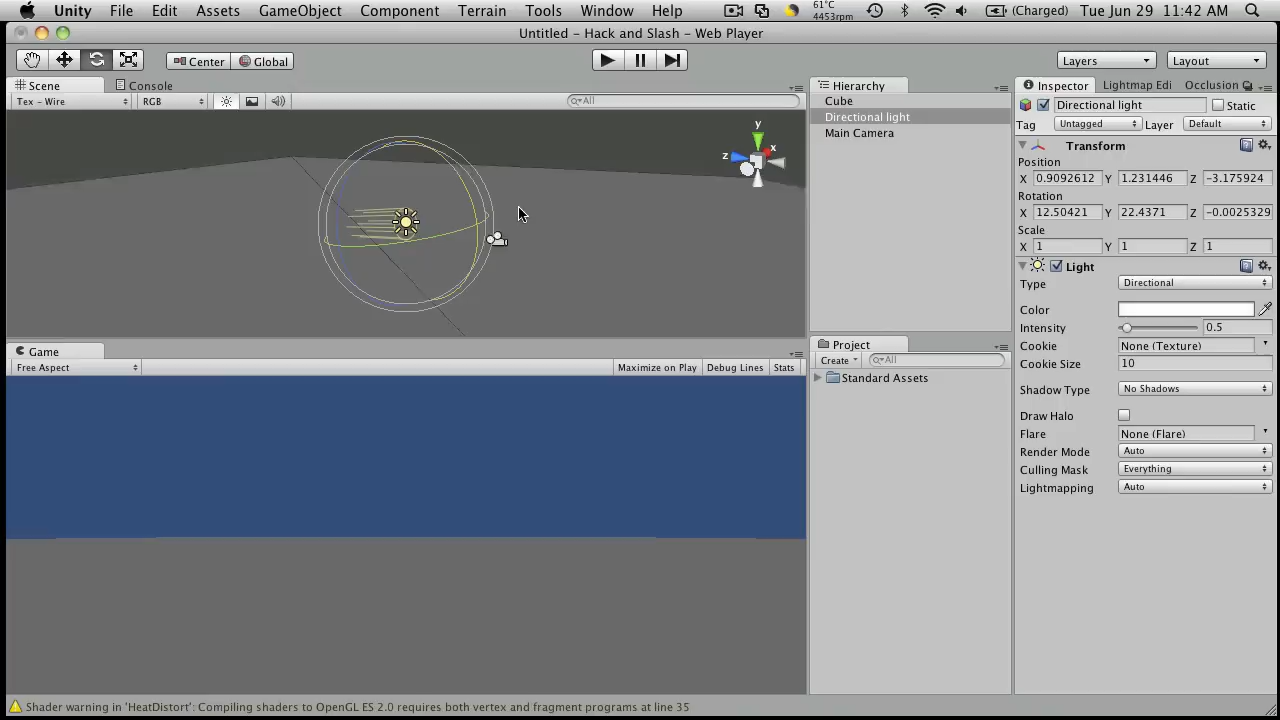 Unity File Edit Assets GameObject Component Terrain Tools Window Help 61°C 4453rpm (Charged) Tue Jun 29 11:42 AM
Untitled - Hack and Slash - Web Player
Center Global Layers Layout
Scene Console
Tex - Wire RGB All
y
x
z
Game
Free Aspect Maximize on Play Debug Lines Stats
Hierarchy
Cube
Directional light
Main Camera
Project
Create All
Standard Assets
Inspector Lightmap Edi Occlusion
Directional light Static
Tag Untagged Layer Default
Transform
Position
X 0.9092612 Y 1.231446 Z -3.175924
Rotation
X 12.50421 Y 22.4371 Z -0.0025329
Scale
X 1 Y 1 Z 1
Light
Type Directional
Color
Intensity 0.5
Cookie None (Texture)
Cookie Size 10
Shadow Type No Shadows
Draw Halo
Flare None (Flare)
Render Mode Auto
Culling Mask Everything
Lightmapping Auto
Shader warning in 'HeatDistort': Compiling shaders to OpenGL ES 2.0 requires both vertex and fragment programs at line 35